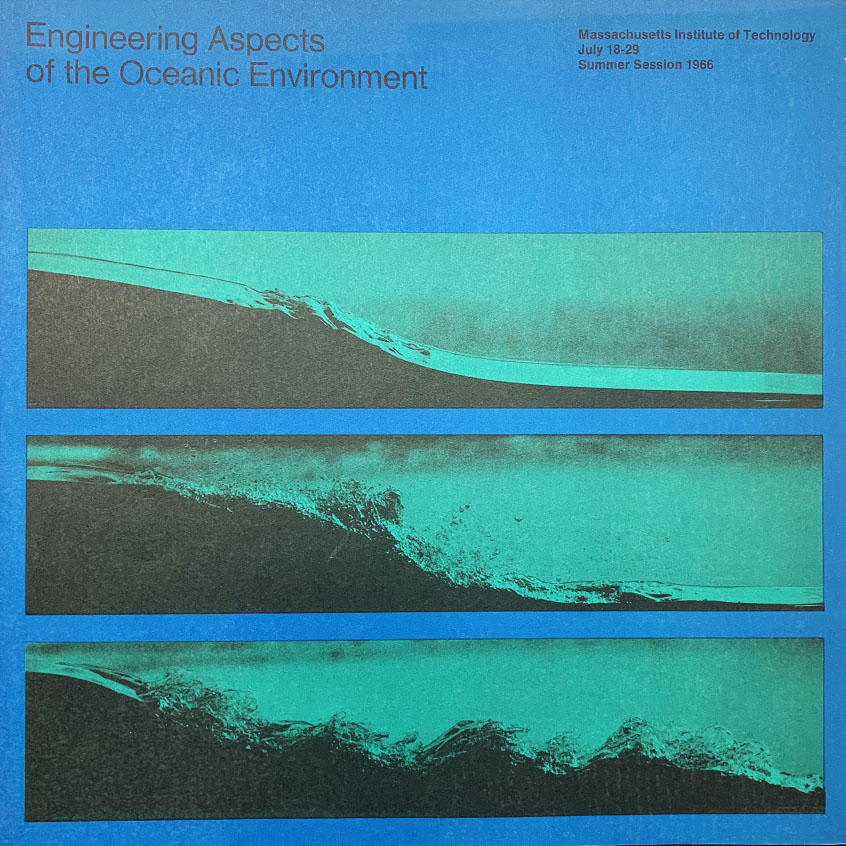 Engineering Aspects
of the Oceanic Environment
Massachusetts Institute of Technology
July 18-29
Summer Session 1966